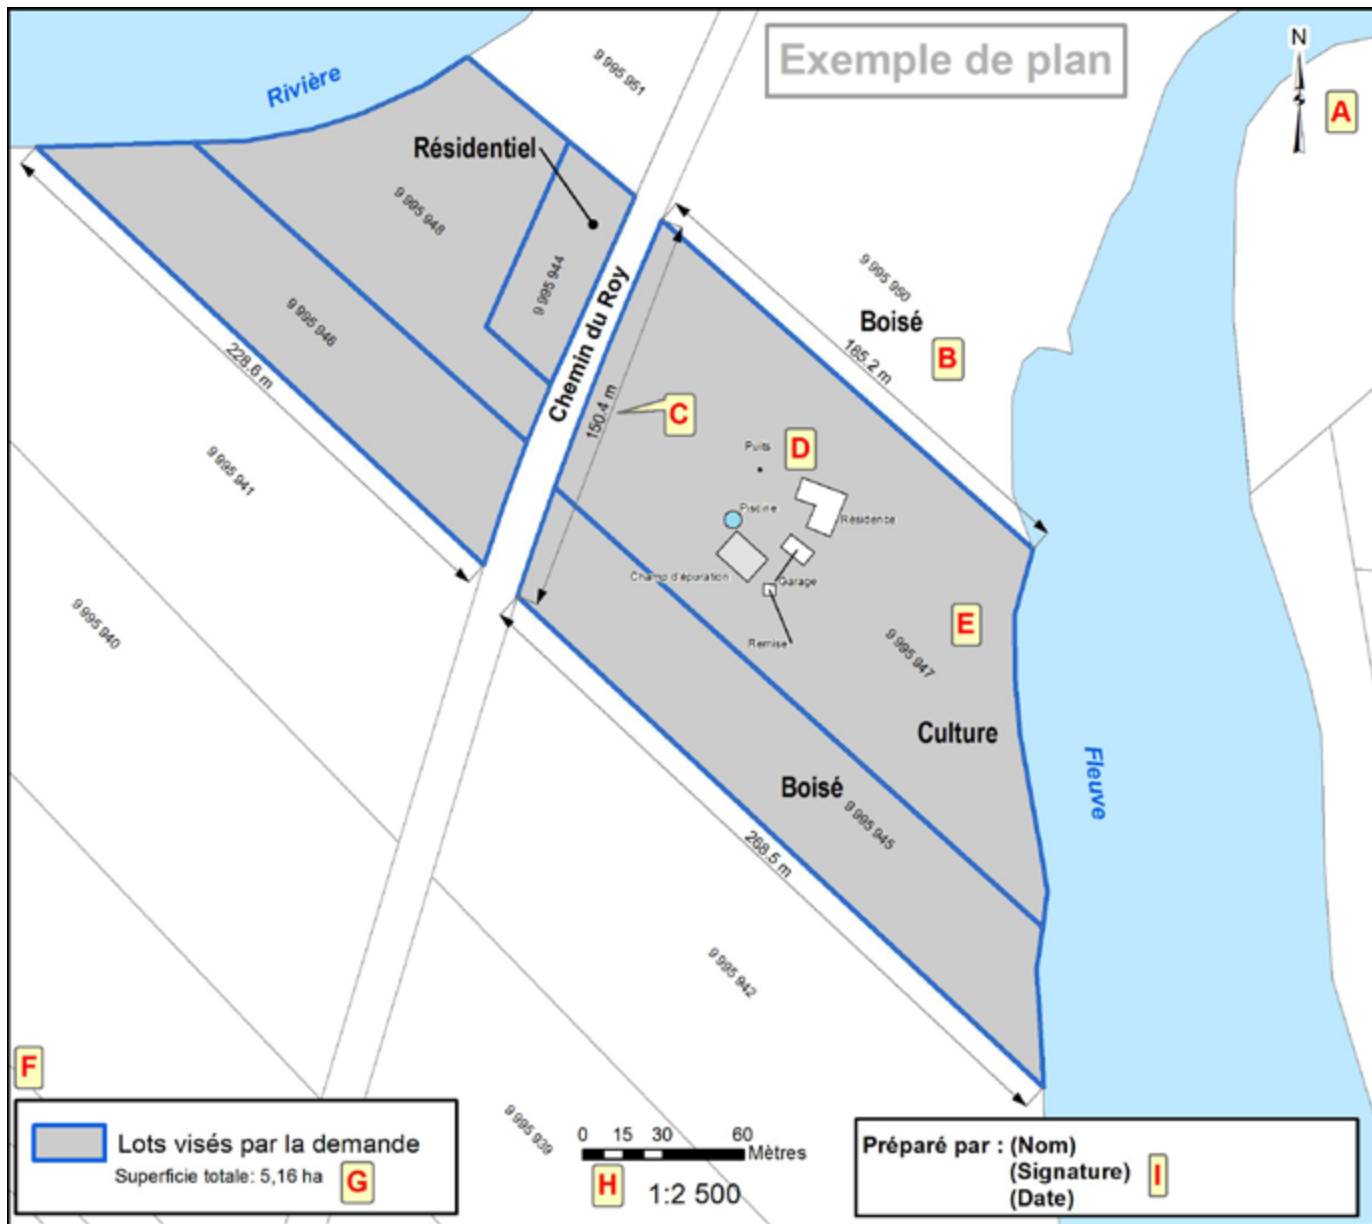 Exemple de plan
N
A
Rivière
9 995 951
Résidentiel
9 995 948
9 995 944
9 995 946
228.6 m
Chemin du Roy
150.4 m
C
9 995 950
Boisé
B
185.2 m
Puits
D
Piscine
Résidence
Champ d'épuration
Garage
Remise
E
9 995 947
Culture
Fleuve
Boisé
9 995 945
268.5 m
9 995 941
9 995 940
9 995 942
9 995 939
F
Lots visés par la demande
Superficie totale: 5,16 ha
G
0 15 30 60
Mètres
H
1:2 500
Préparé par : (Nom)
(Signature)
(Date)
I